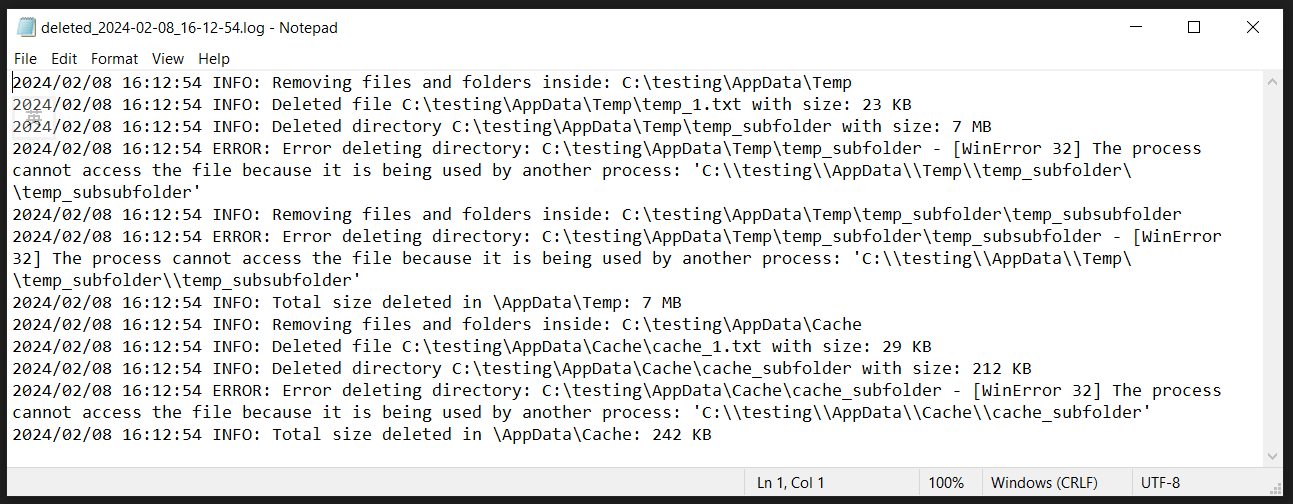 deleted_2024-02-08_16-12-54.log - Notepad
File Edit Format View Help
2024/02/08 16:12:54 INFO: Removing files and folders inside: C:\testing\AppData\Temp
2024/02/08 16:12:54 INFO: Deleted file C:\testing\AppData\Temp\temp_1.txt with size: 23 KB
英
2024/02/08 16:12:54 INFO: Deleted directory C:\testing\AppData\Temp\temp_subfolder with size: 7 MB
2024/02/08 16:12:54 ERROR: Error deleting directory: C:\testing\AppData\Temp\temp_subfolder - [WinError 32] The process
cannot access the file because it is being used by another process: 'C:\\testing\\AppData\\Temp\\temp_subfolder\
\temp_subsubfolder'
2024/02/08 16:12:54 INFO: Removing files and folders inside: C:\testing\AppData\Temp\temp_subfolder\temp_subsubfolder
2024/02/08 16:12:54 ERROR: Error deleting directory: C:\testing\AppData\Temp\temp_subfolder\temp_subsubfolder - [WinError
32] The process cannot access the file because it is being used by another process: 'C:\\testing\\AppData\\Temp\
\temp_subfolder\\temp_subsubfolder'
2024/02/08 16:12:54 INFO: Total size deleted in \AppData\Temp: 7 MB
2024/02/08 16:12:54 INFO: Removing files and folders inside: C:\testing\AppData\Cache
2024/02/08 16:12:54 INFO: Deleted file C:\testing\AppData\Cache\cache_1.txt with size: 29 KB
2024/02/08 16:12:54 INFO: Deleted directory C:\testing\AppData\Cache\cache_subfolder with size: 212 KB
2024/02/08 16:12:54 ERROR: Error deleting directory: C:\testing\AppData\Cache\cache_subfolder - [WinError 32] The process
cannot access the file because it is being used by another process: 'C:\\testing\\AppData\\Cache\\cache_subfolder'
2024/02/08 16:12:54 INFO: Total size deleted in \AppData\Cache: 242 KB
Ln 1, Col 1 100% Windows (CRLF) UTF-8